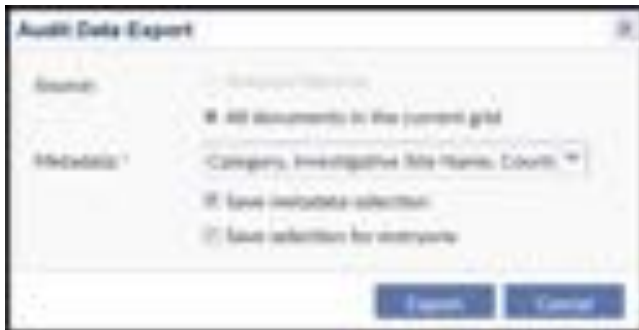 Audit Data Export
Source:
All documents in the current grid
Metadata: *
Category, Investigative Site Name, Count
Save metadata selection
Save selection for everyone
Export Cancel